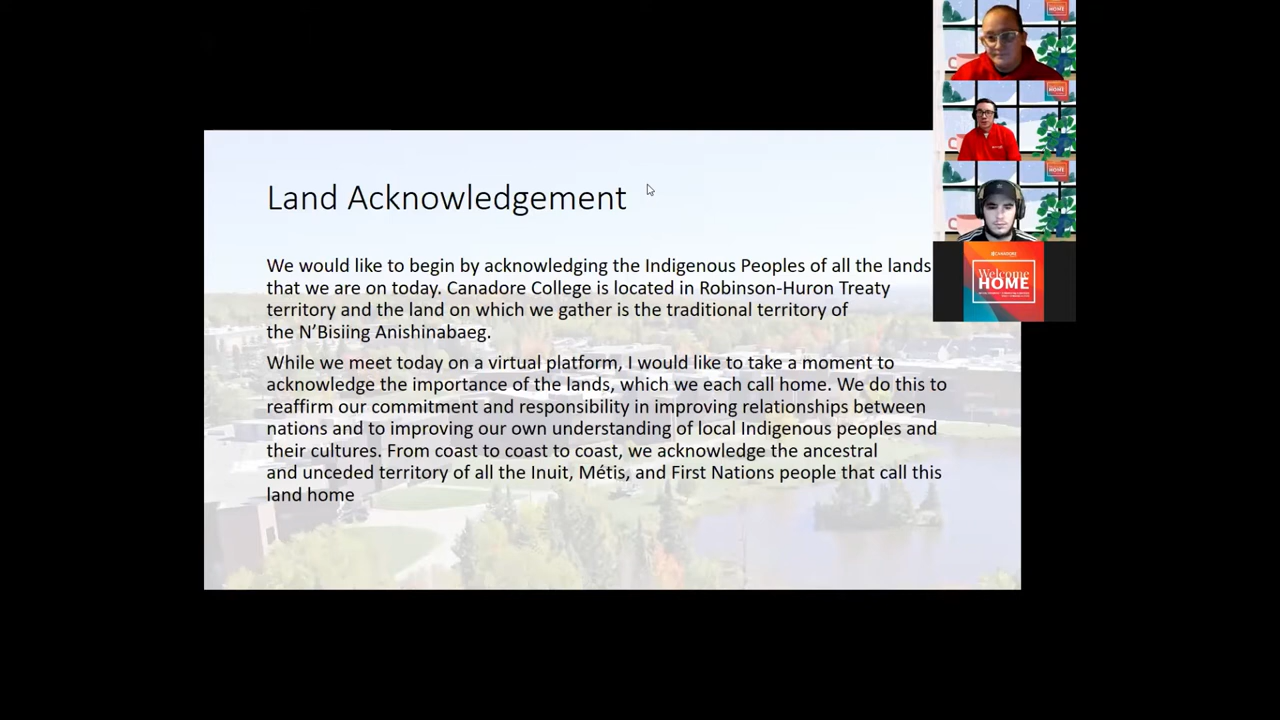 Land Acknowledgement
We would like to begin by acknowledging the Indigenous Peoples of all the lands
that we are on today. Canadore College is located in Robinson-Huron Treaty
territory and the land on which we gather is the traditional territory of
the N’Bisiing Anishinabaeg.
While we meet today on a virtual platform, I would like to take a moment to
acknowledge the importance of the lands, which we each call home. We do this to
reaffirm our commitment and responsibility in improving relationships between
nations and to improving our own understanding of local Indigenous peoples and
their cultures. From coast to coast to coast, we acknowledge the ancestral
and unceded territory of all the Inuit, Métis, and First Nations people that call this
land home
HOME
HOME
HOME
CANADORE
Welcome
HOME